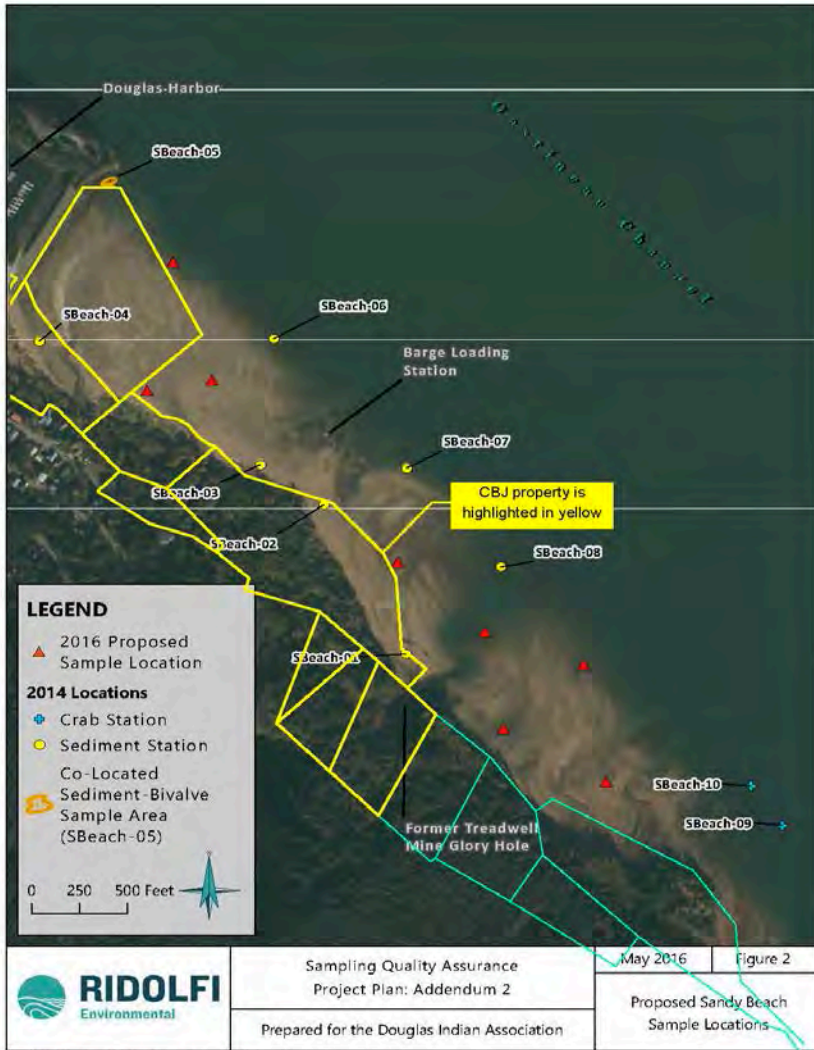 Douglas Harbor
SBeach-05
Gastineau Channel
SBeach-04
SBeach-06
Barge Loading
Station
SBeach-07
SBeach-03
CBJ property is
highlighted in yellow
SBeach-02
SBeach-08
SBeach-01
SBeach-10
SBeach-09
Former Treadwell
Mine Glory Hole
LEGEND
2016 Proposed
Sample Location
2014 Locations
Crab Station
Sediment Station
Co-Located
Sediment-Bivalve
Sample Area
(SBeach-05)
0 250 500 Feet
RIDOLFI
Environmental
Sampling Quality Assurance
Project Plan: Addendum 2
Prepared for the Douglas Indian Association
May 2016
Figure 2
Proposed Sandy Beach
Sample Locations